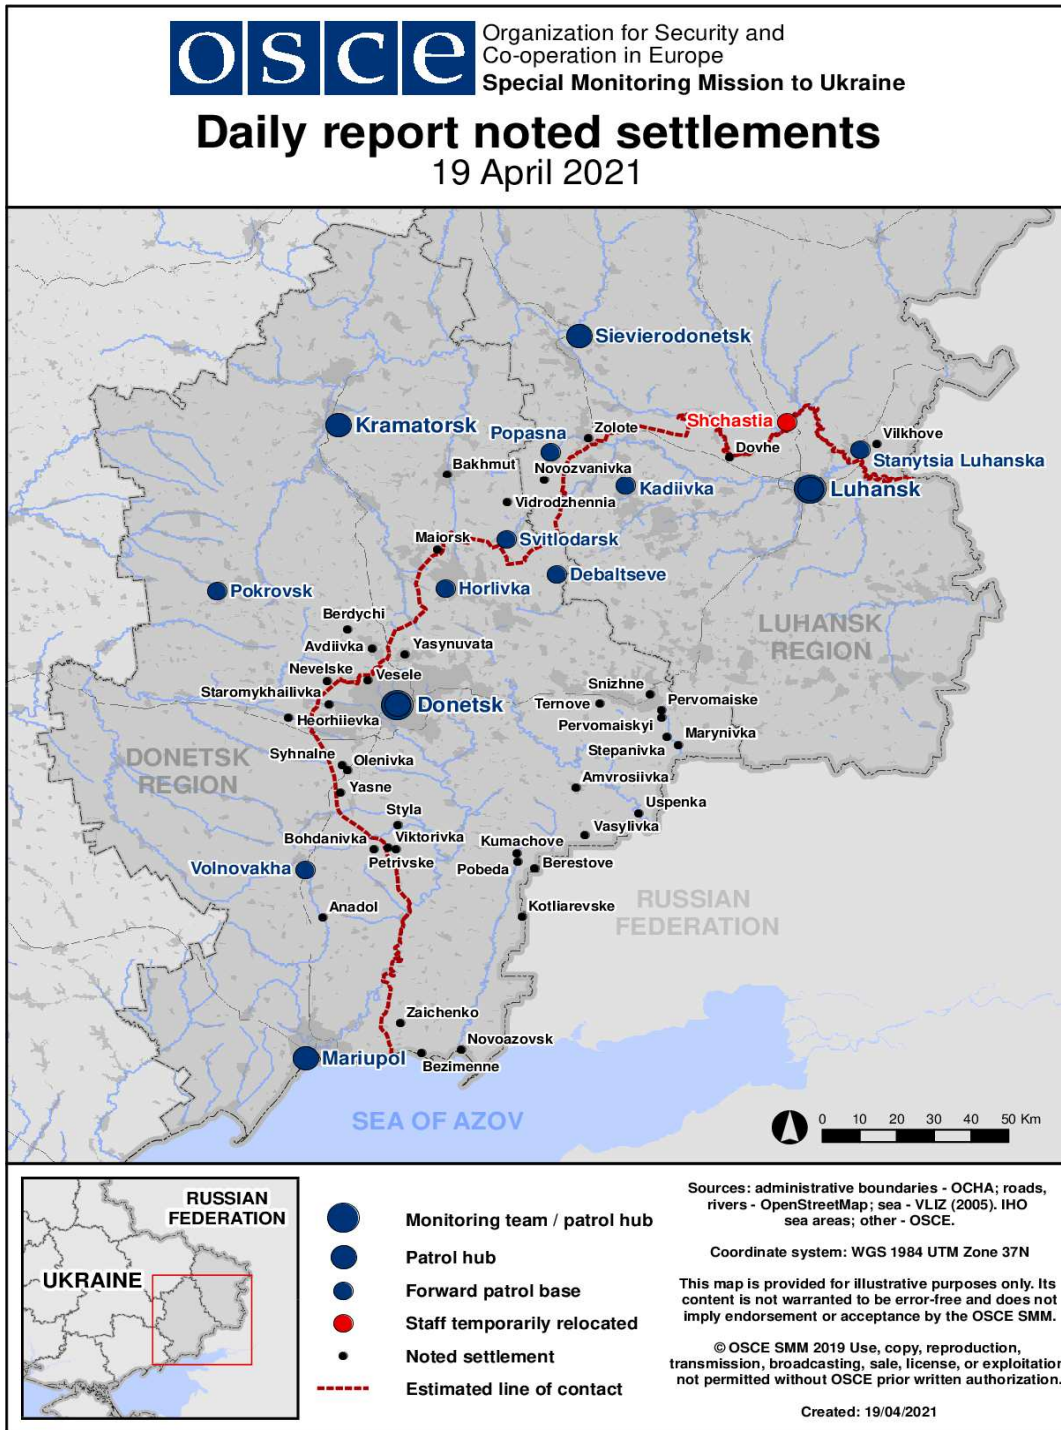 osce
Organization for Security and
Co-operation in Europe
Special Monitoring Mission to Ukraine
Daily report noted settlements
19 April 2021
Sievierodonetsk
Shchastia
Kramatorsk
Zolote
Popasna
Vilkhove
Dovhe
Stanytsia Luhanska
Bakhmut
Novozvanivka
Kadiivka
Luhansk
Vidrodzhennia
Maiorsk
Svitlodarsk
Debaltseve
Pokrovsk
Horlivka
Berdychi
LUHANSK
REGION
Avdiivka
Yasynuvata
Nevelske
Vesele
Staromykhailivka
Snizhne
Donetsk
Ternove
Pervomaiske
Heorhiievka
Pervomaiskyi
Marynivka
Stepanivka
DONETSK
REGION
Syhnalne
Olenivka
Yasne
Amvrosiivka
Styla
Uspenka
Bohdanivka
Viktorivka
Vasylivka
Kumachove
Petrivske
Pobeda
Berestove
Volnovakha
RUSSIAN
FEDERATION
Anadol
Kotliarevske
Zaichenko
Novoazovsk
Mariupol
Bezimenne
SEA OF AZOV
0 10 20 30 40 50 Km
RUSSIAN
FEDERATION
UKRAINE
Monitoring team / patrol hub
Patrol hub
Forward patrol base
Staff temporarily relocated
Noted settlement
Estimated line of contact
Sources: administrative boundaries - OCHA; roads,
rivers - OpenStreetMap; sea - VLIZ (2005). IHO
sea areas; other - OSCE.
Coordinate system: WGS 1984 UTM Zone 37N
This map is provided for illustrative purposes only. Its
content is not warranted to be error-free and does not
imply endorsement or acceptance by the OSCE SMM.
© OSCE SMM 2019 Use, copy, reproduction,
transmission, broadcasting, sale, license, or exploitation
not permitted without OSCE prior written authorization.
Created: 19/04/2021